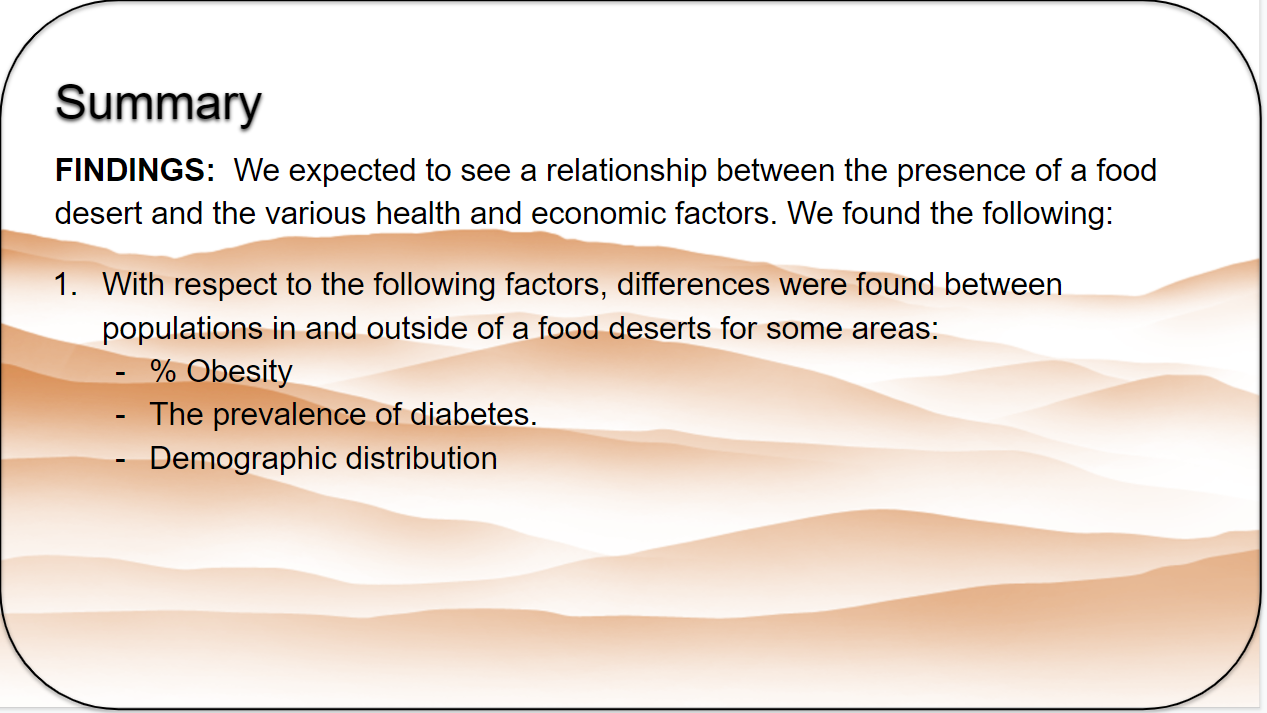 Summary
FINDINGS:  We expected to see a relationship between the presence of a food
desert and the various health and economic factors. We found the following:
1. With respect to the following factors, differences were found between
populations in and outside of a food deserts for some areas:
- % Obesity
- The prevalence of diabetes.
- Demographic distribution